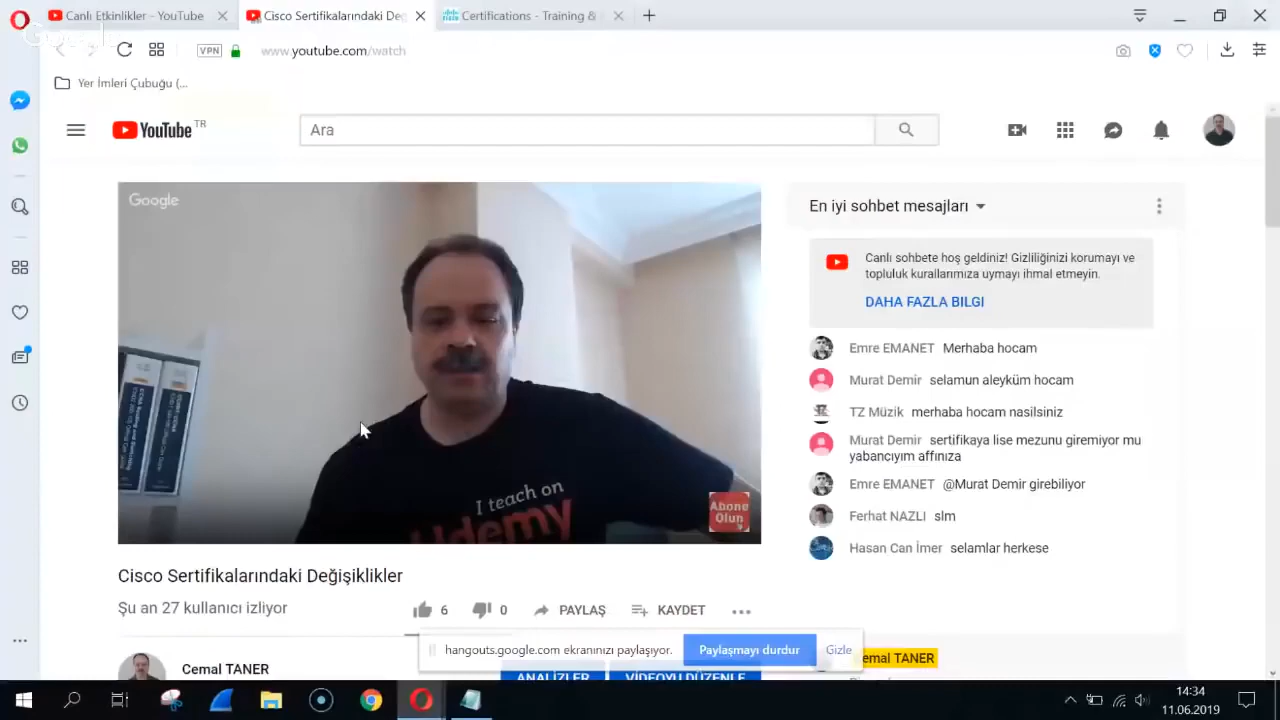 Canlı Etkinlikler - YouTube
Cisco Sertifikalarındaki Değ
Certifications - Training &
VPN
www.youtube.com/watch
Yer İmleri Çubuğu (...
YouTube TR
Ara
Google
I teach on
Udemy
Abone
Olun
En iyi sohbet mesajları
Canlı sohbete hoş geldiniz! Gizliliğinizi korumayı ve
topluluk kurallarımıza uymayı ihmal etmeyin.
DAHA FAZLA BILGI
Emre EMANET Merhaba hocam
Murat Demir selamun aleyküm hocam
TZ Müzik merhaba hocam nasilsiniz
Murat Demir sertifikaya lise mezunu giremiyor mu
yabancıyım affınıza
Emre EMANET @Murat Demir girebiliyor
Ferhat NAZLI slm
Hasan Can İmer selamlar herkese
Cisco Sertifikalarındaki Değişiklikler
Şu an 27 kullanıcı izliyor
6
0
PAYLAŞ
KAYDET
hangouts.google.com ekranınızı paylaşıyor.
Paylaşmayı durdur
Gizle
Cemal TANER
ANALİZLER
VİDEOYU DÜZENLE
emal TANER
14:34
11.06.2019